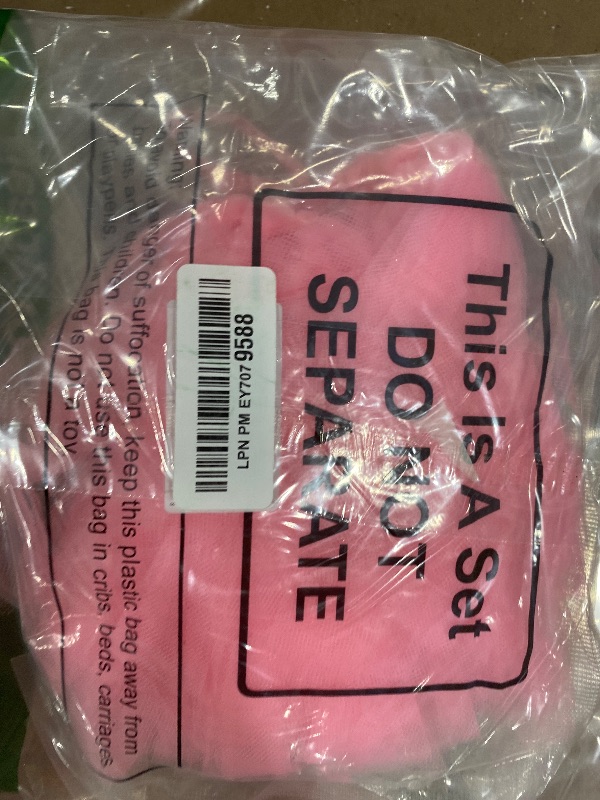 This Is A Set
DO NOT
SEPARATE
LPN PM EY707 9588
Warning:
To avoid danger of suffocation, keep this plastic bag away from
babies and children. Do not use this bag in cribs, beds, carriages
playpens. This bag is not a toy.